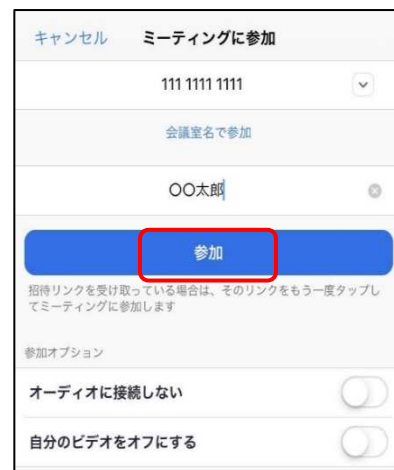 キャンセル ミーティングに参加
111 1111 1111
会議室名で参加
〇〇太郎
参加
招待リンクを受け取っている場合は、そのリンクをもう一度タップし
てミーティングに参加します
参加オプション
オーディオに接続しない
自分のビデオをオフにする